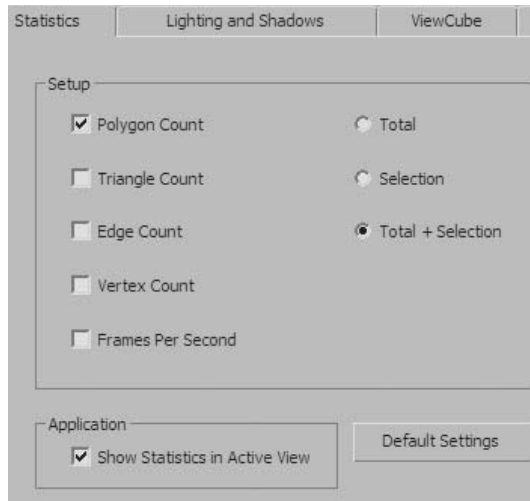 Statistics
Lighting and Shadows
ViewCube
Setup
Polygon Count
Total
Triangle Count
Selection
Edge Count
Total + Selection
Vertex Count
Frames Per Second
Application
Show Statistics in Active View
Default Settings